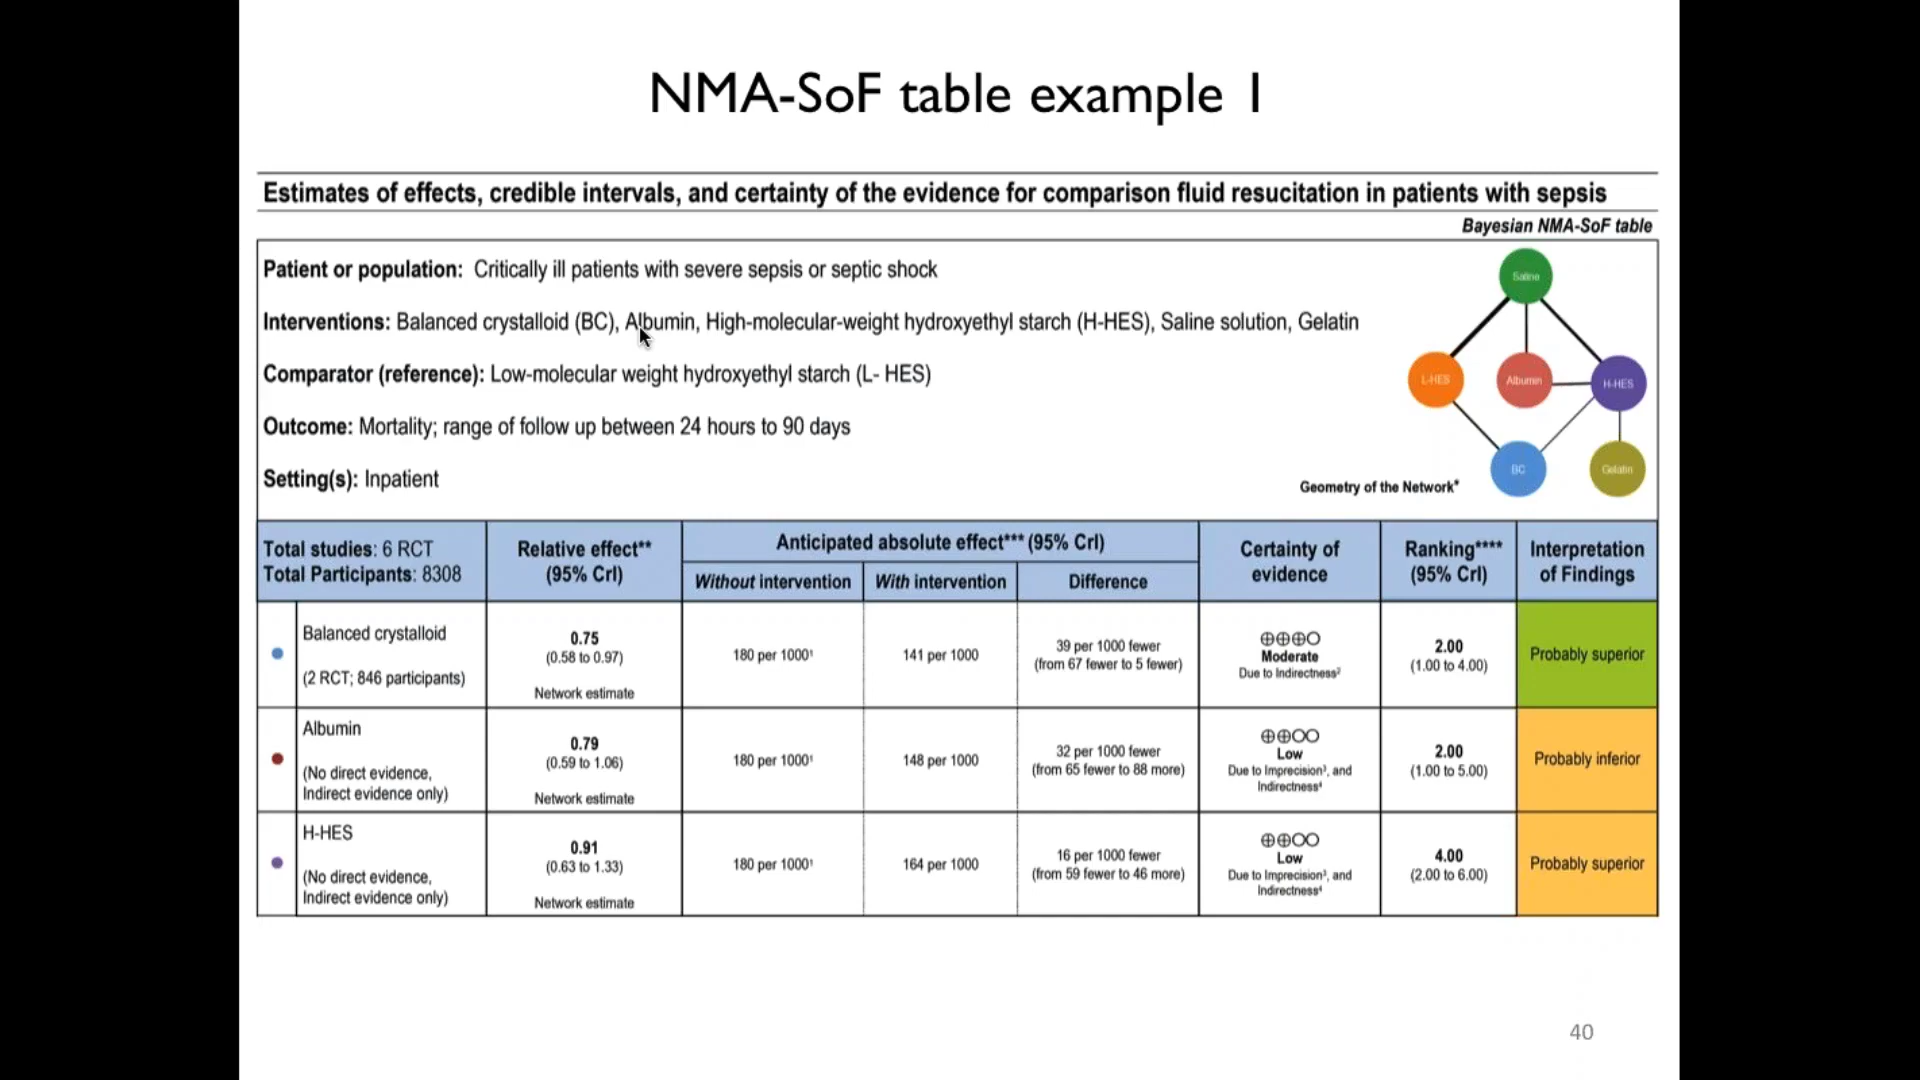 NMA-SoF table example 1
Estimates of effects, credible intervals, and certainty of the evidence for comparison fluid resucitation in patients with sepsis
Bayesian NMA-SoF table
Patient or population: Critically ill patients with severe sepsis or septic shock
Interventions: Balanced crystalloid (BC), Albumin, High-molecular-weight hydroxyethyl starch (H-HES), Saline solution, Gelatin
Comparator (reference): Low-molecular weight hydroxyethyl starch (L- HES)
Outcome: Mortality; range of follow up between 24 hours to 90 days
Setting(s): Inpatient
Saline
L-HES
Albumin
H-HES
BC
Gelatin
Geometry of the Network*
Total studies: 6 RCT
Total Participants: 8308
Relative effect**
(95% CrI)
Anticipated absolute effect*** (95% CrI)
Without intervention
With intervention
Difference
Certainty of
evidence
Ranking****
(95% CrI)
Interpretation
of Findings
Balanced crystalloid
(2 RCT; 846 participants)
0.75
(0.58 to 0.97)
Network estimate
180 per 1000¹
141 per 1000
39 per 1000 fewer
(from 67 fewer to 5 fewer)
⊕⊕⊕○
Moderate
Due to Indirectness²
2.00
(1.00 to 4.00)
Probably superior
Albumin
(No direct evidence,
Indirect evidence only)
0.79
(0.59 to 1.06)
Network estimate
180 per 1000¹
148 per 1000
32 per 1000 fewer
(from 65 fewer to 88 more)
⊕⊕○○
Low
Due to Imprecision³, and
Indirectness⁴
2.00
(1.00 to 5.00)
Probably inferior
H-HES
(No direct evidence,
Indirect evidence only)
0.91
(0.63 to 1.33)
Network estimate
180 per 1000¹
164 per 1000
16 per 1000 fewer
(from 59 fewer to 46 more)
⊕⊕○○
Low
Due to Imprecision³, and
Indirectness⁴
4.00
(2.00 to 6.00)
Probably superior
40